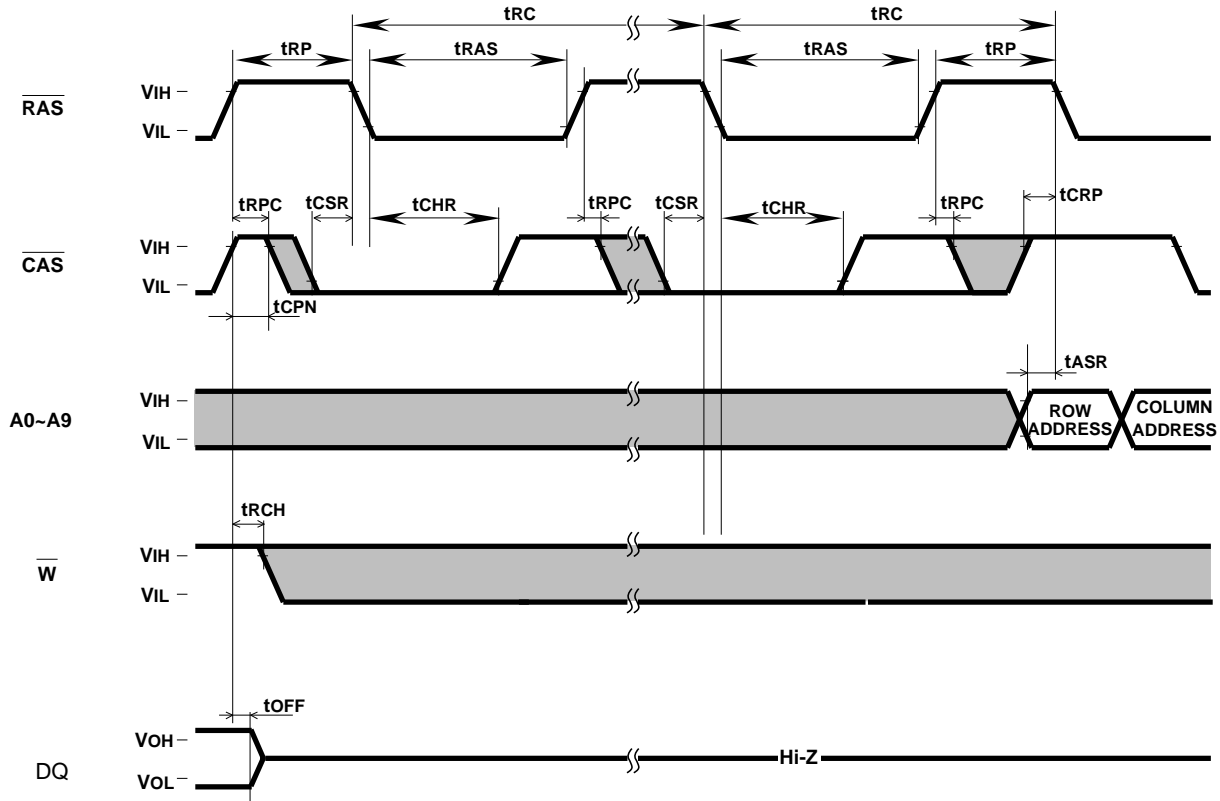 tRC tRC
tRP tRAS tRAS tRP
RAS
VIH
VIL
tRPC tCSR tCHR tRPC tCSR tCHR tRPC tCRP
CAS
VIH
VIL
tCPN
tASR
A0~A9
VIH
VIL
ROW ADDRESS
COLUMN ADDRESS
tRCH
W
VIH
VIL
tOFF
DQ
VOH
VOL
Hi-Z